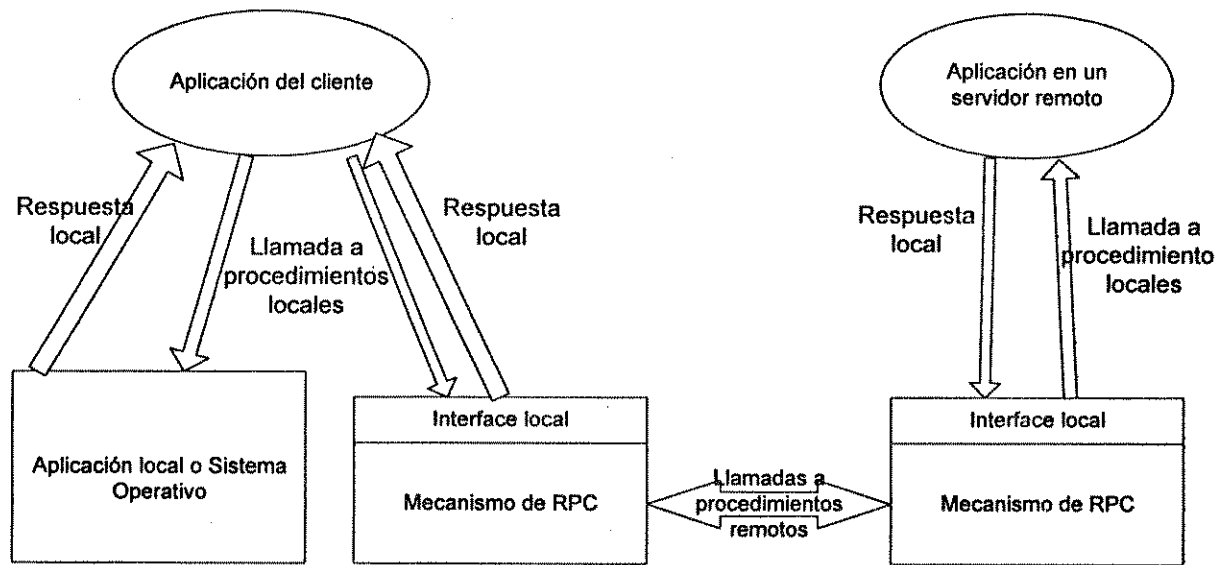 Aplicación del cliente
Aplicación en un
servidor remoto
Respuesta
local
Llamada a
procedimientos
locales
Respuesta
local
Respuesta
local
Llamada a
procedimiento
locales
Aplicación local o Sistema
Operativo
Interface local
Mecanismo de RPC
Llamadas a
procedimientos
remotos
Interface local
Mecanismo de RPC